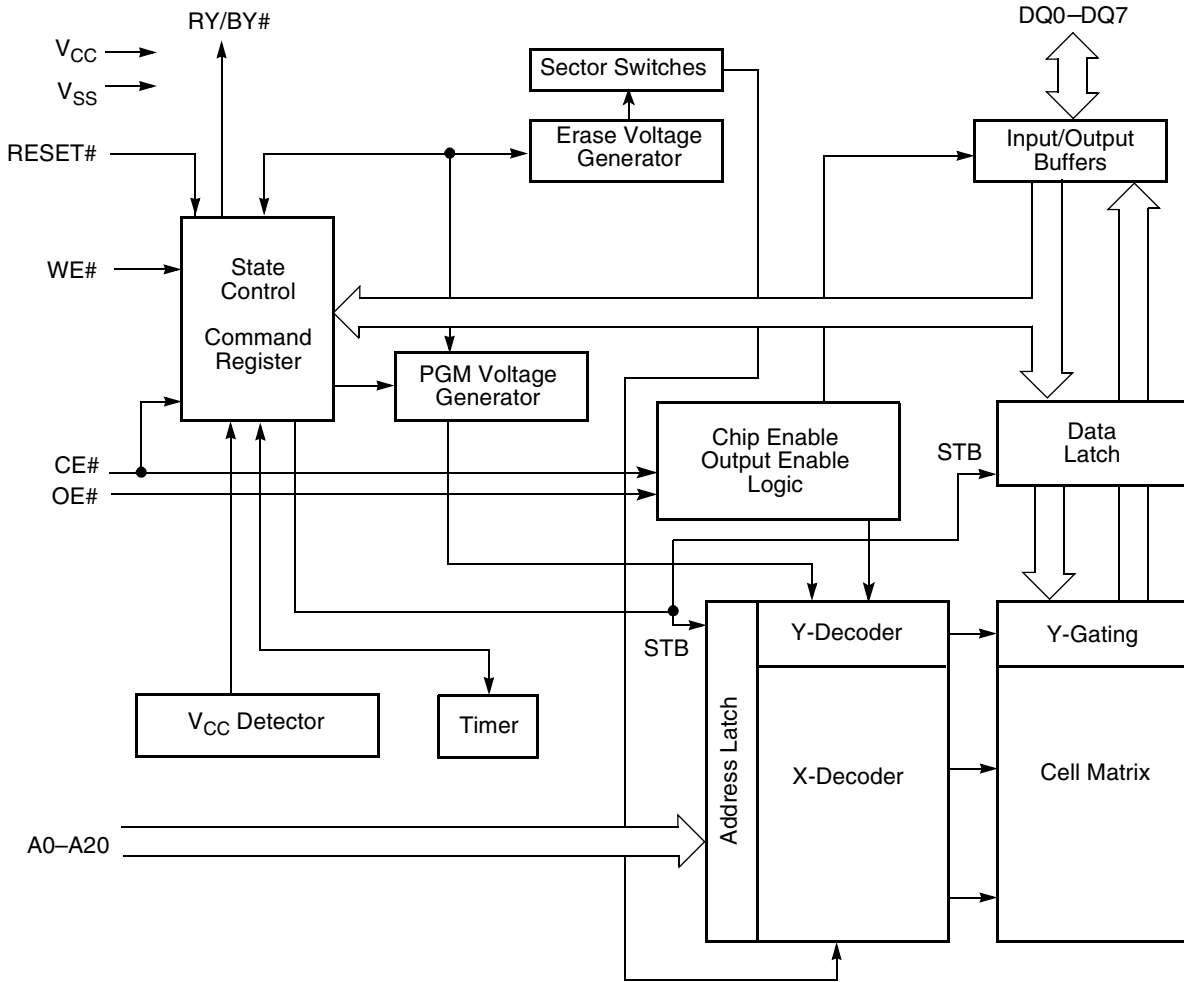 RY/BY#
DQ0–DQ7
VCC
VSS
Sector Switches
RESET#
Erase Voltage
Generator
Input/Output
Buffers
WE#
State
Control
Command
Register
PGM Voltage
Generator
Chip Enable
Output Enable
Logic
STB
Data
Latch
CE#
OE#
STB
Y-Decoder
Y-Gating
VCC Detector
Timer
Address Latch
X-Decoder
Cell Matrix
A0–A20